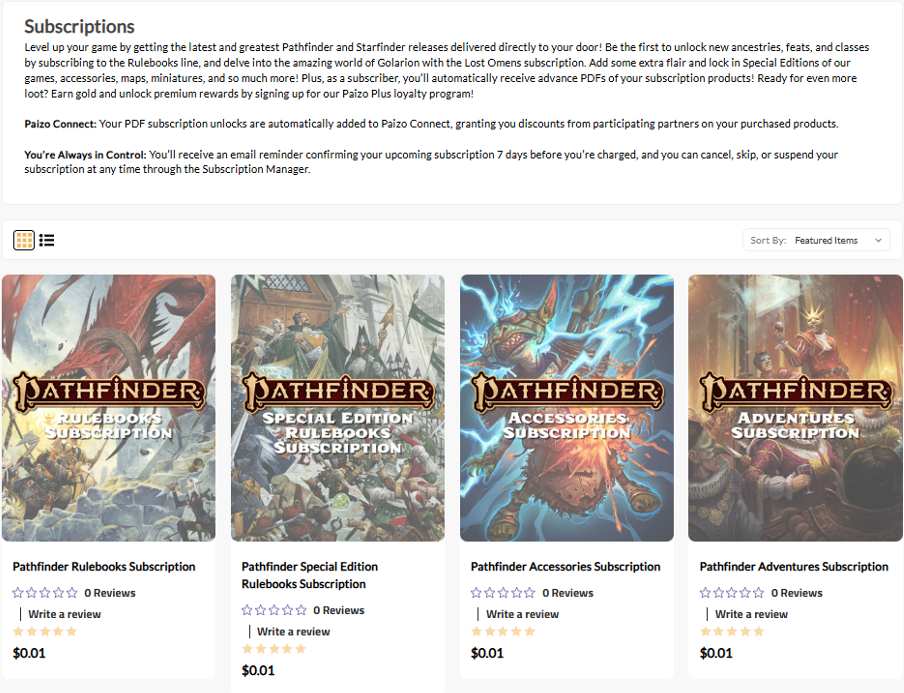 Subscriptions
Level up your game by getting the latest and greatest Pathfinder and Starfinder releases delivered directly to your door! Be the first to unlock new ancestries, feats, and classes
by subscribing to the Rulebooks line, and delve into the amazing world of Golarion with the Lost Omens subscription. Add some extra flair and lock in Special Editions of our
games, accessories, maps, miniatures, and so much more! Plus, as a subscriber, you'll automatically receive advance PDFs of your subscription products! Ready for even more
loot? Earn gold and unlock premium rewards by signing up for our Paizo Plus loyalty program!
Paizo Connect: Your PDF subscription unlocks are automatically added to Paizo Connect, granting you discounts from participating partners on your purchased products.
You're Always in Control: You'll receive an email reminder confirming your upcoming subscription 7 days before you're charged, and you can cancel, skip, or suspend your
subscription at any time through the Subscription Manager.
Sort By: Featured Items
PATHFINDER
RULEBOOKS
SUBSCRIPTION
PATHFINDER
SPECIAL EDITION
RULEBOOKS
SUBSCRIPTION
PATHFINDER
ACCESSORIES
SUBSCRIPTION
PATHFINDER
ADVENTURES
SUBSCRIPTION
Pathfinder Rulebooks Subscription
0 Reviews
| Write a review
$0.01
Pathfinder Special Edition
Rulebooks Subscription
0 Reviews
| Write a review
$0.01
Pathfinder Accessories Subscription
0 Reviews
| Write a review
$0.01
Pathfinder Adventures Subscription
0 Reviews
| Write a review
$0.01